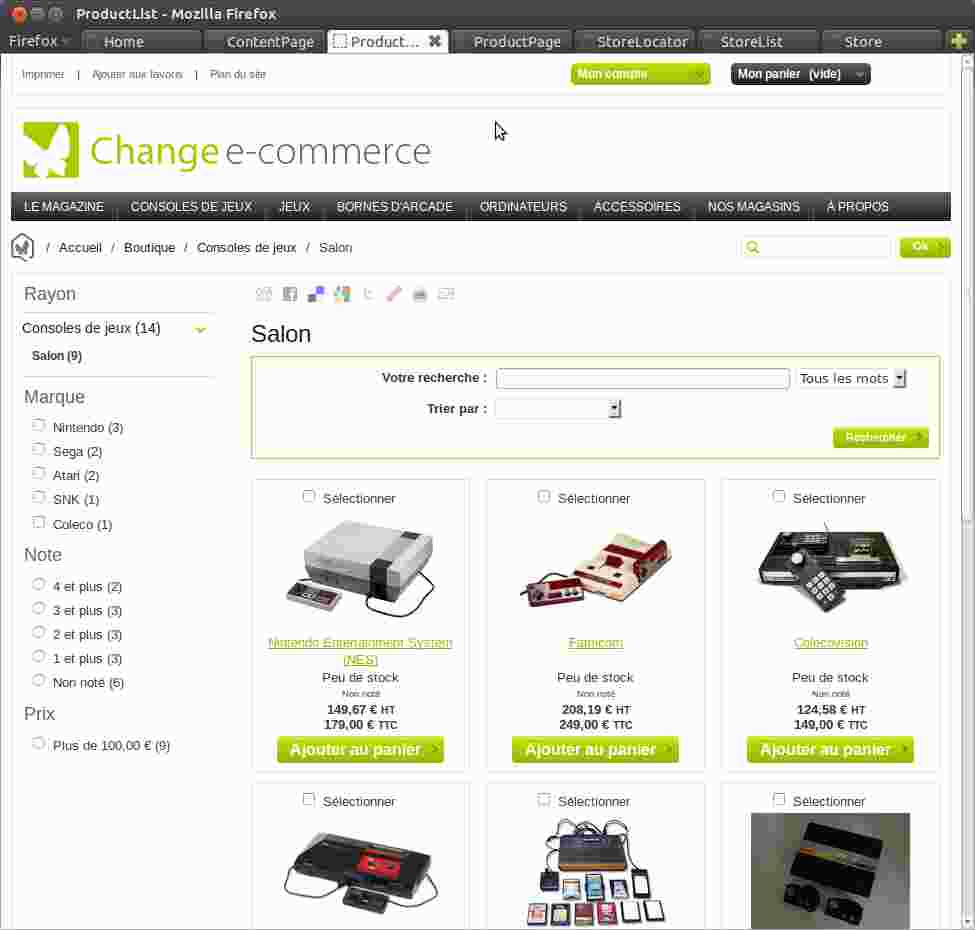 ProductList - Mozilla Firefox
Firefox Home ContentPage Product... ProductPage StoreLocator StoreList Store
Imprimer | Ajouter aux favoris | Plan du site Mon compte Mon panier (vide)
Change e-commerce
LE MAGAZINE CONSOLES DE JEUX JEUX BORNES D'ARCADE ORDINATEURS ACCESSOIRES NOS MAGASINS À PROPOS
/ Accueil / Boutique / Consoles de jeux / Salon Ok
Rayon
Consoles de jeux (14)
Salon (9)
Marque
Nintendo (3)
Sega (2)
Atari (2)
SNK (1)
Coleco (1)
Note
4 et plus (2)
3 et plus (3)
2 et plus (3)
1 et plus (3)
Non noté (6)
Prix
Plus de 100,00 € (9)
Salon
Votre recherche : Tous les mots
Trier par :
Rechercher
Sélectionner
Nintendo Entertainment System
(NES)
Peu de stock
Non noté
149,67 € HT
179,00 € TTC
Ajouter au panier
Sélectionner
Famicom
Peu de stock
Non noté
208,19 € HT
249,00 € TTC
Ajouter au panier
Sélectionner
Colecovision
Peu de stock
Non noté
124,58 € HT
149,00 € TTC
Ajouter au panier
Sélectionner
Sélectionner
Sélectionner